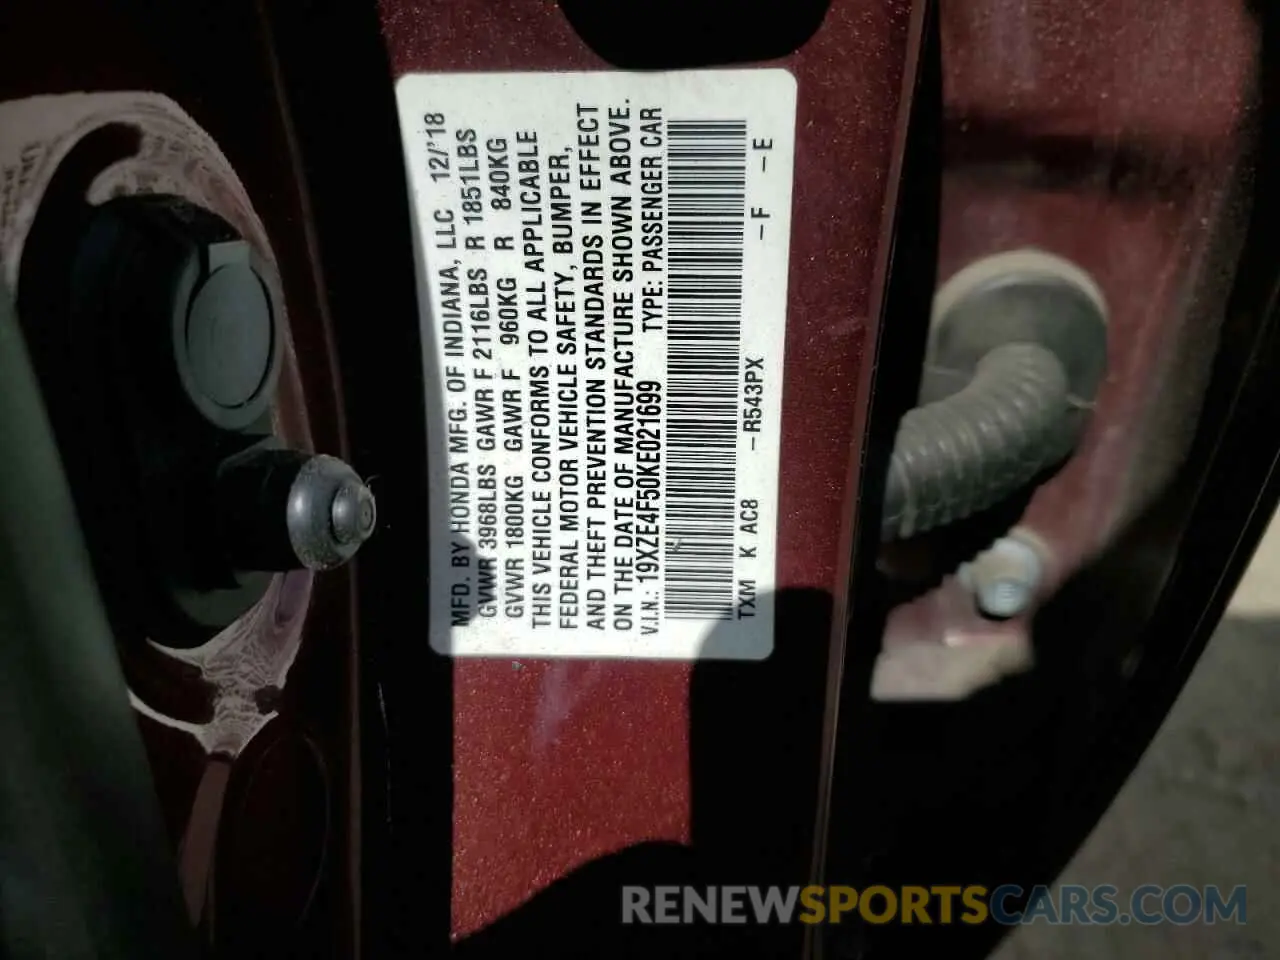 MFD. BY HONDA MFG. OF INDIANA, LLC 12/'18
GVWR 3968LBS GAWR F 2116LBS R 1851LBS
GVWR 1800KG GAWR F 960KG R 840KG
THIS VEHICLE CONFORMS TO ALL APPLICABLE
FEDERAL MOTOR VEHICLE SAFETY, BUMPER,
AND THEFT PREVENTION STANDARDS IN EFFECT
ON THE DATE OF MANUFACTURE SHOWN ABOVE.
V.I.N.: 19XZE4F50KE021699 TYPE: PASSENGER CAR
TXM K AC8 –R543PX –F –E
RENEWSPORTSCARS.COM